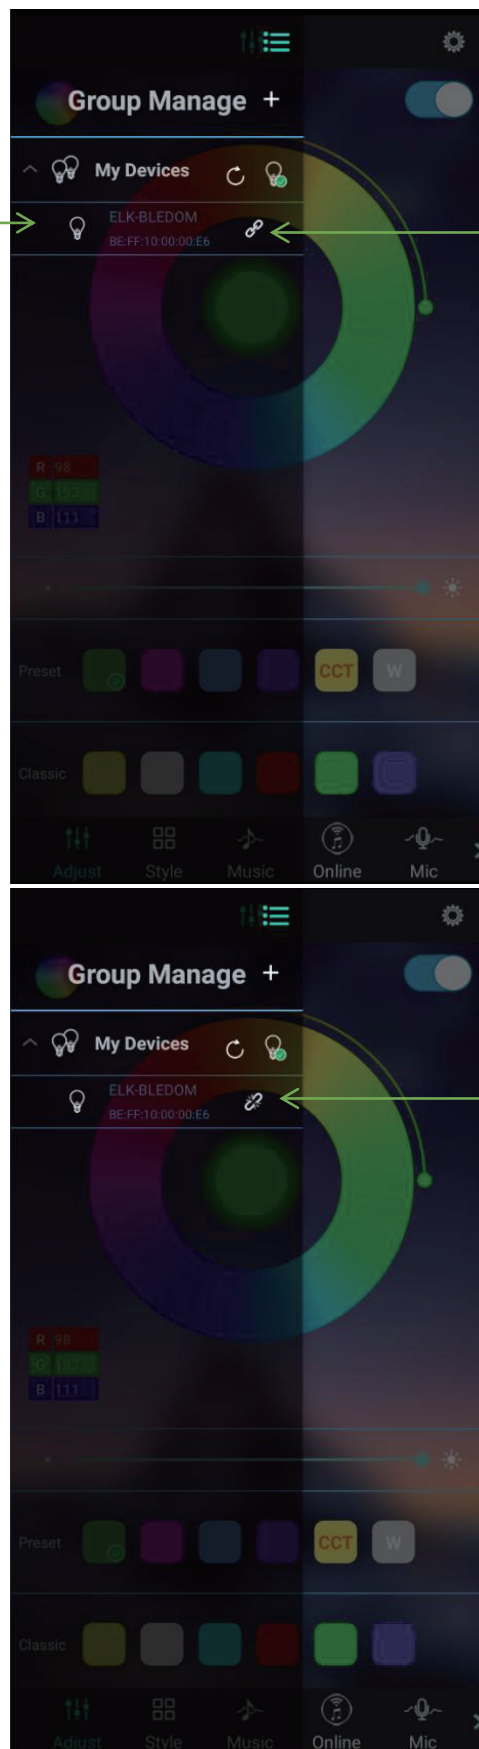 Group Manage +
My Devices
ELK-BLEDOM
BE:FF:10:00:00:E6
R 98
G 193
B 111
Preset
CCT
W
Classic
Adjust
Style
Music
Online
Mic
Group Manage +
My Devices
ELK-BLEDOM
BE:FF:10:00:00:E6
R 98
G
B 111
Preset
CCT
W
Classic
Adjust
Style
Music
Online
Mic